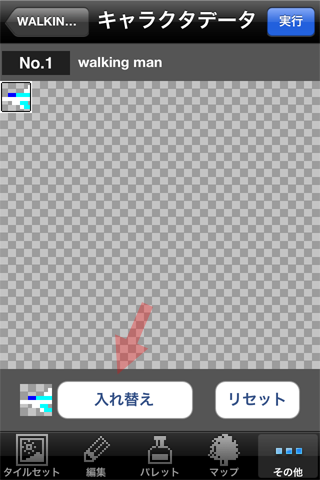 WALKIN... キャラクタデータ 実行
No.1 walking man
入れ替え リセット
タイルセット 編集 パレット マップ その他